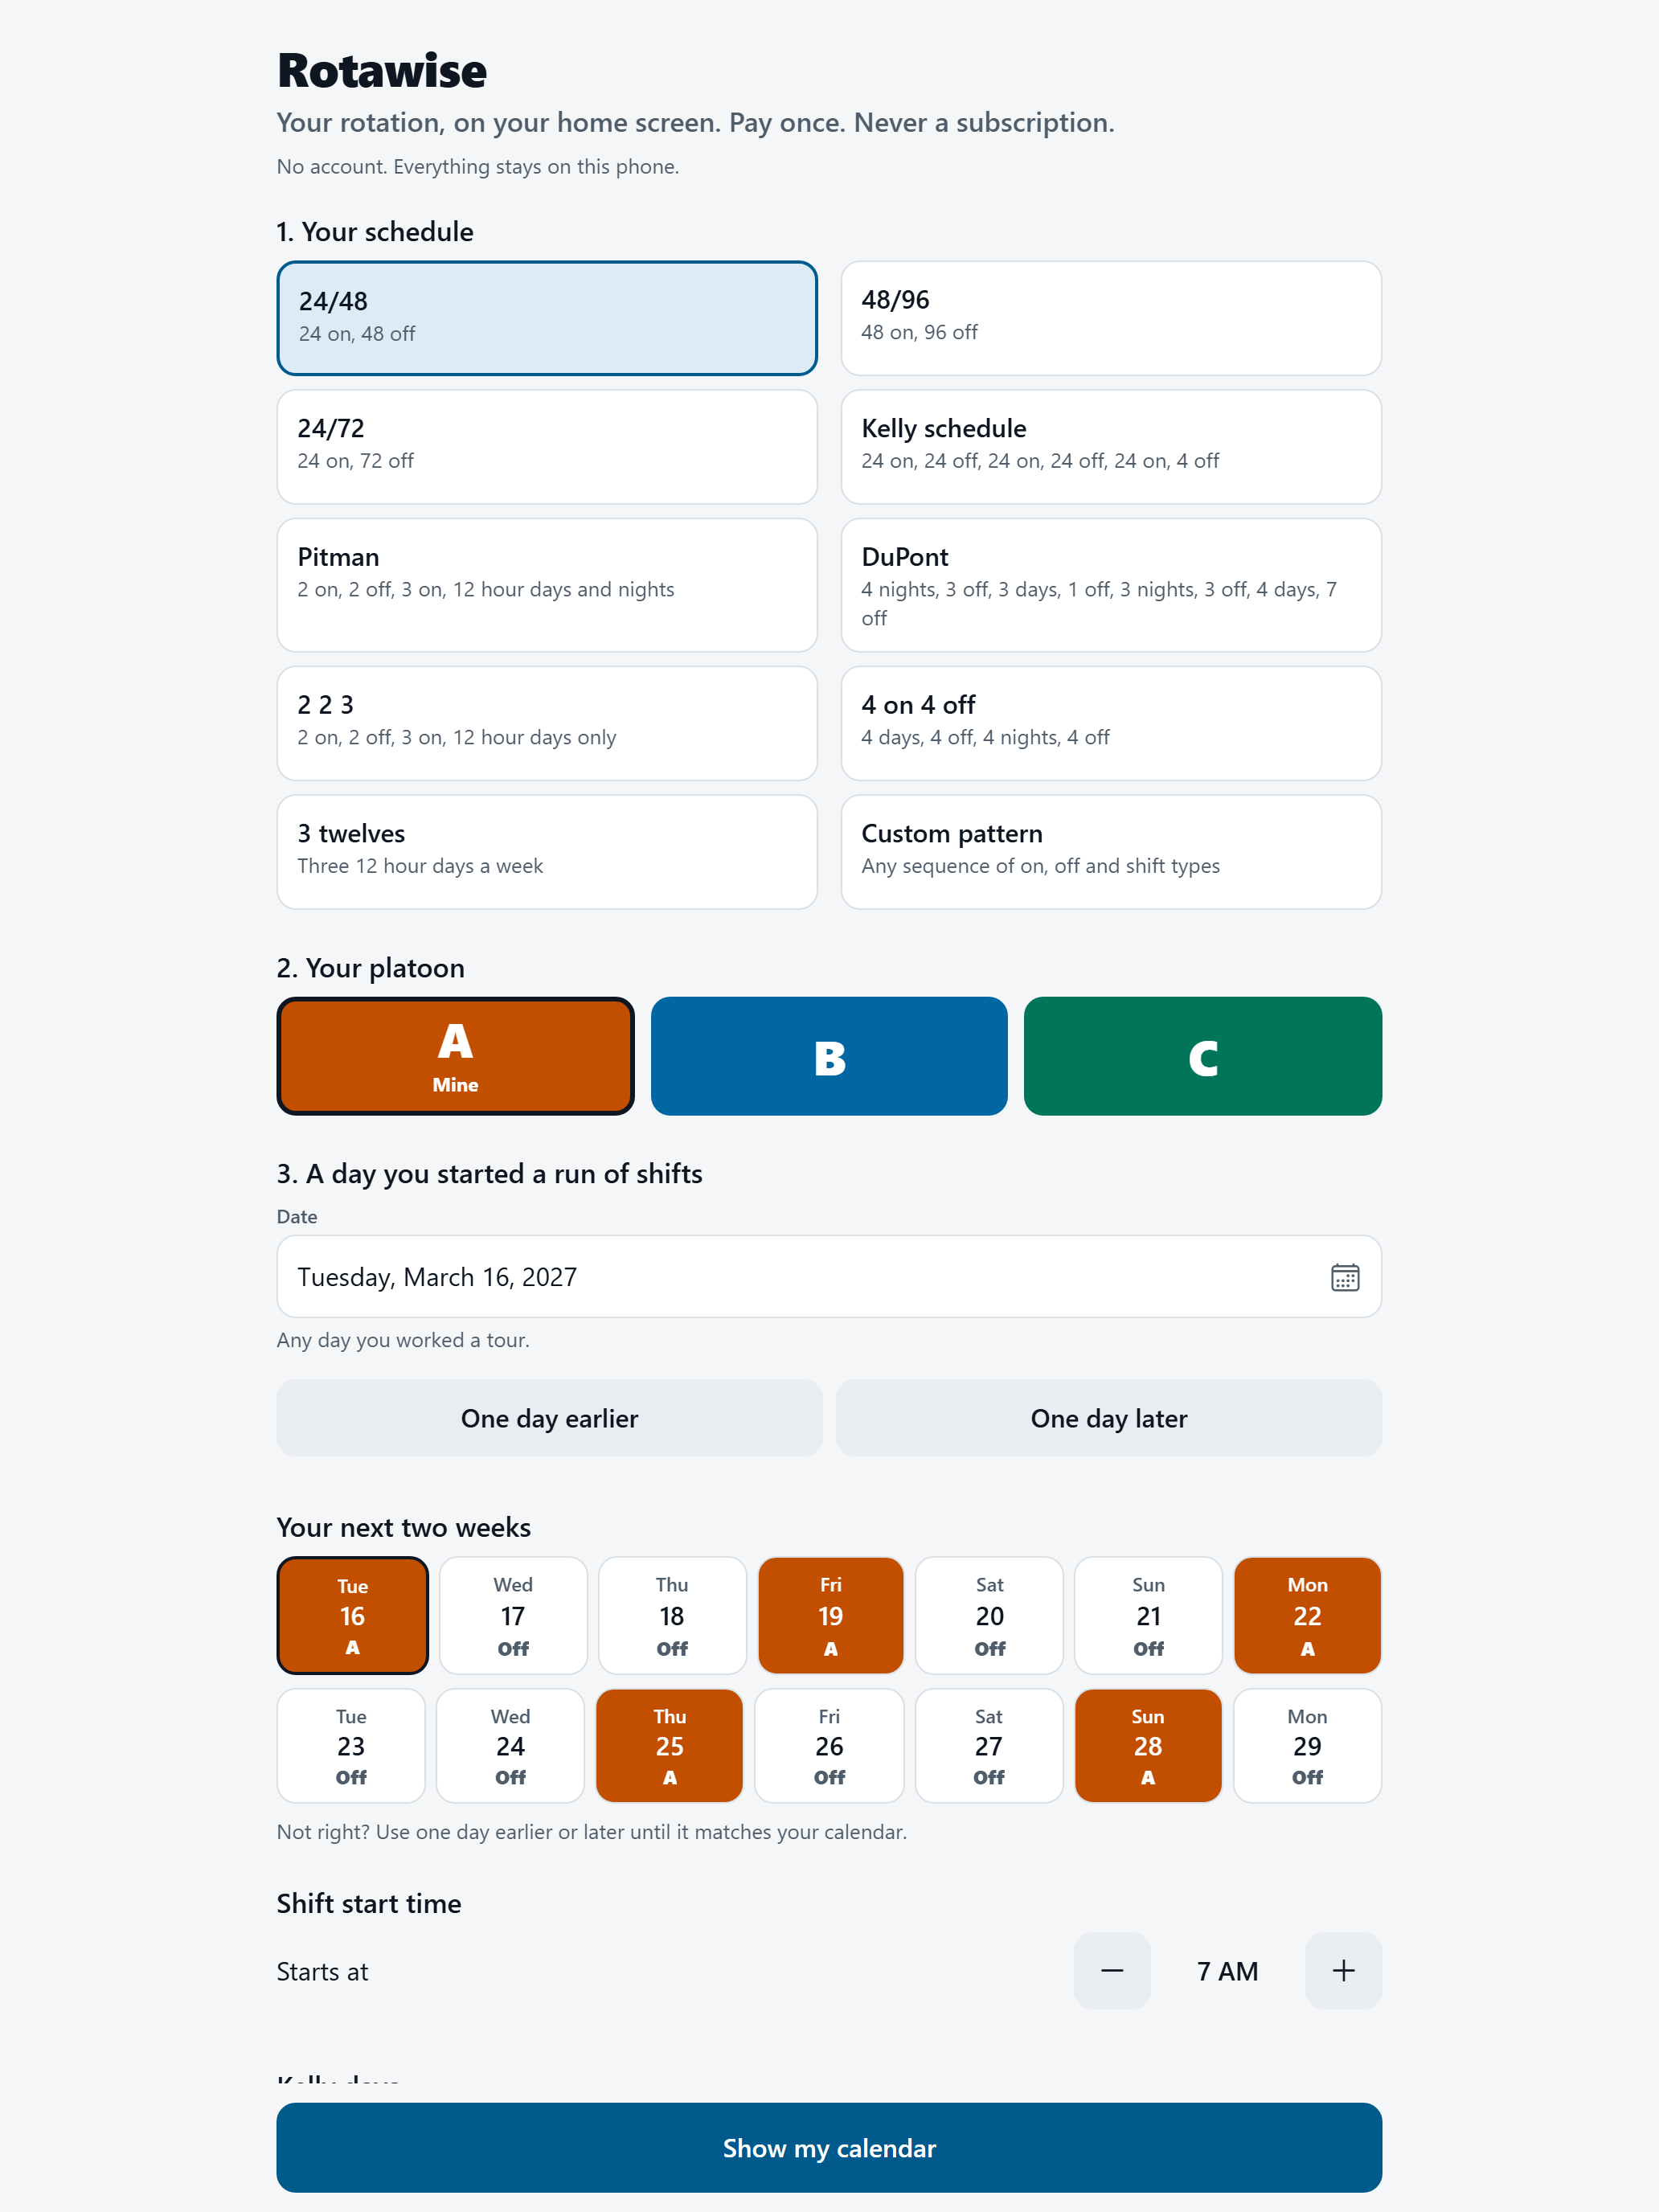 Rotawise
Your rotation, on your home screen. Pay once. Never a subscription.
No account. Everything stays on this phone.
1. Your schedule
24/48
24 on, 48 off
48/96
48 on, 96 off
24/72
24 on, 72 off
Kelly schedule
24 on, 24 off, 24 on, 24 off, 24 on, 4 off
Pitman
2 on, 2 off, 3 on, 12 hour days and nights
DuPont
4 nights, 3 off, 3 days, 1 off, 3 nights, 3 off, 4 days, 7
off
2 2 3
2 on, 2 off, 3 on, 12 hour days only
4 on 4 off
4 days, 4 off, 4 nights, 4 off
3 twelves
Three 12 hour days a week
Custom pattern
Any sequence of on, off and shift types
2. Your platoon
A
Mine
B
C
3. A day you started a run of shifts
Date
Tuesday, March 16, 2027
Any day you worked a tour.
One day earlier
One day later
Your next two weeks
Tue
16
A
Wed
17
Off
Thu
18
Off
Fri
19
A
Sat
20
Off
Sun
21
Off
Mon
22
A
Tue
23
Off
Wed
24
Off
Thu
25
A
Fri
26
Off
Sat
27
Off
Sun
28
A
Mon
29
Off
Not right? Use one day earlier or later until it matches your calendar.
Shift start time
Starts at
7 AM
Kelly days
Show my calendar